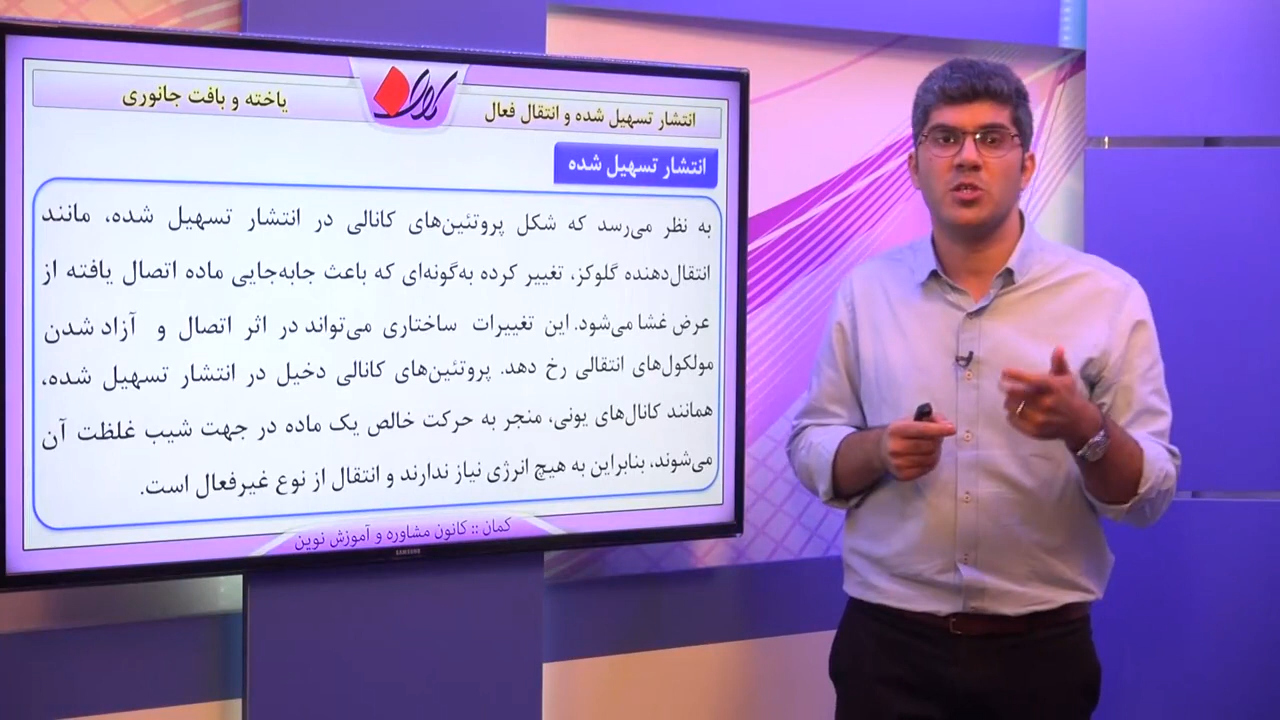 انتشار تسهیل شده و انتقال فعال
کمان
یاخته و بافت جانوری
انتشار تسهیل شده
به نظر می‌رسد که شکل پروتئین‌های کانالی در انتشار تسهیل شده، مانند
انتقال‌دهنده گلوکز، تغییر کرده به‌گونه‌ای که باعث جابه‌جایی ماده اتصال یافته از
عرض غشا می‌شود. این تغییرات ساختاری می‌تواند در اثر اتصال و آزاد شدن
مولکول‌های انتقالی رخ دهد. پروتئین‌های کانالی دخیل در انتشار تسهیل شده،
همانند کانال‌های یونی، منجر به حرکت خالص یک ماده در جهت شیب غلظت آن
می‌شوند، بنابراین به هیچ انرژی نیاز ندارند و انتقال از نوع غیرفعال است.
کمان :: کانون مشاوره و آموزش نوین
SAMSUNG